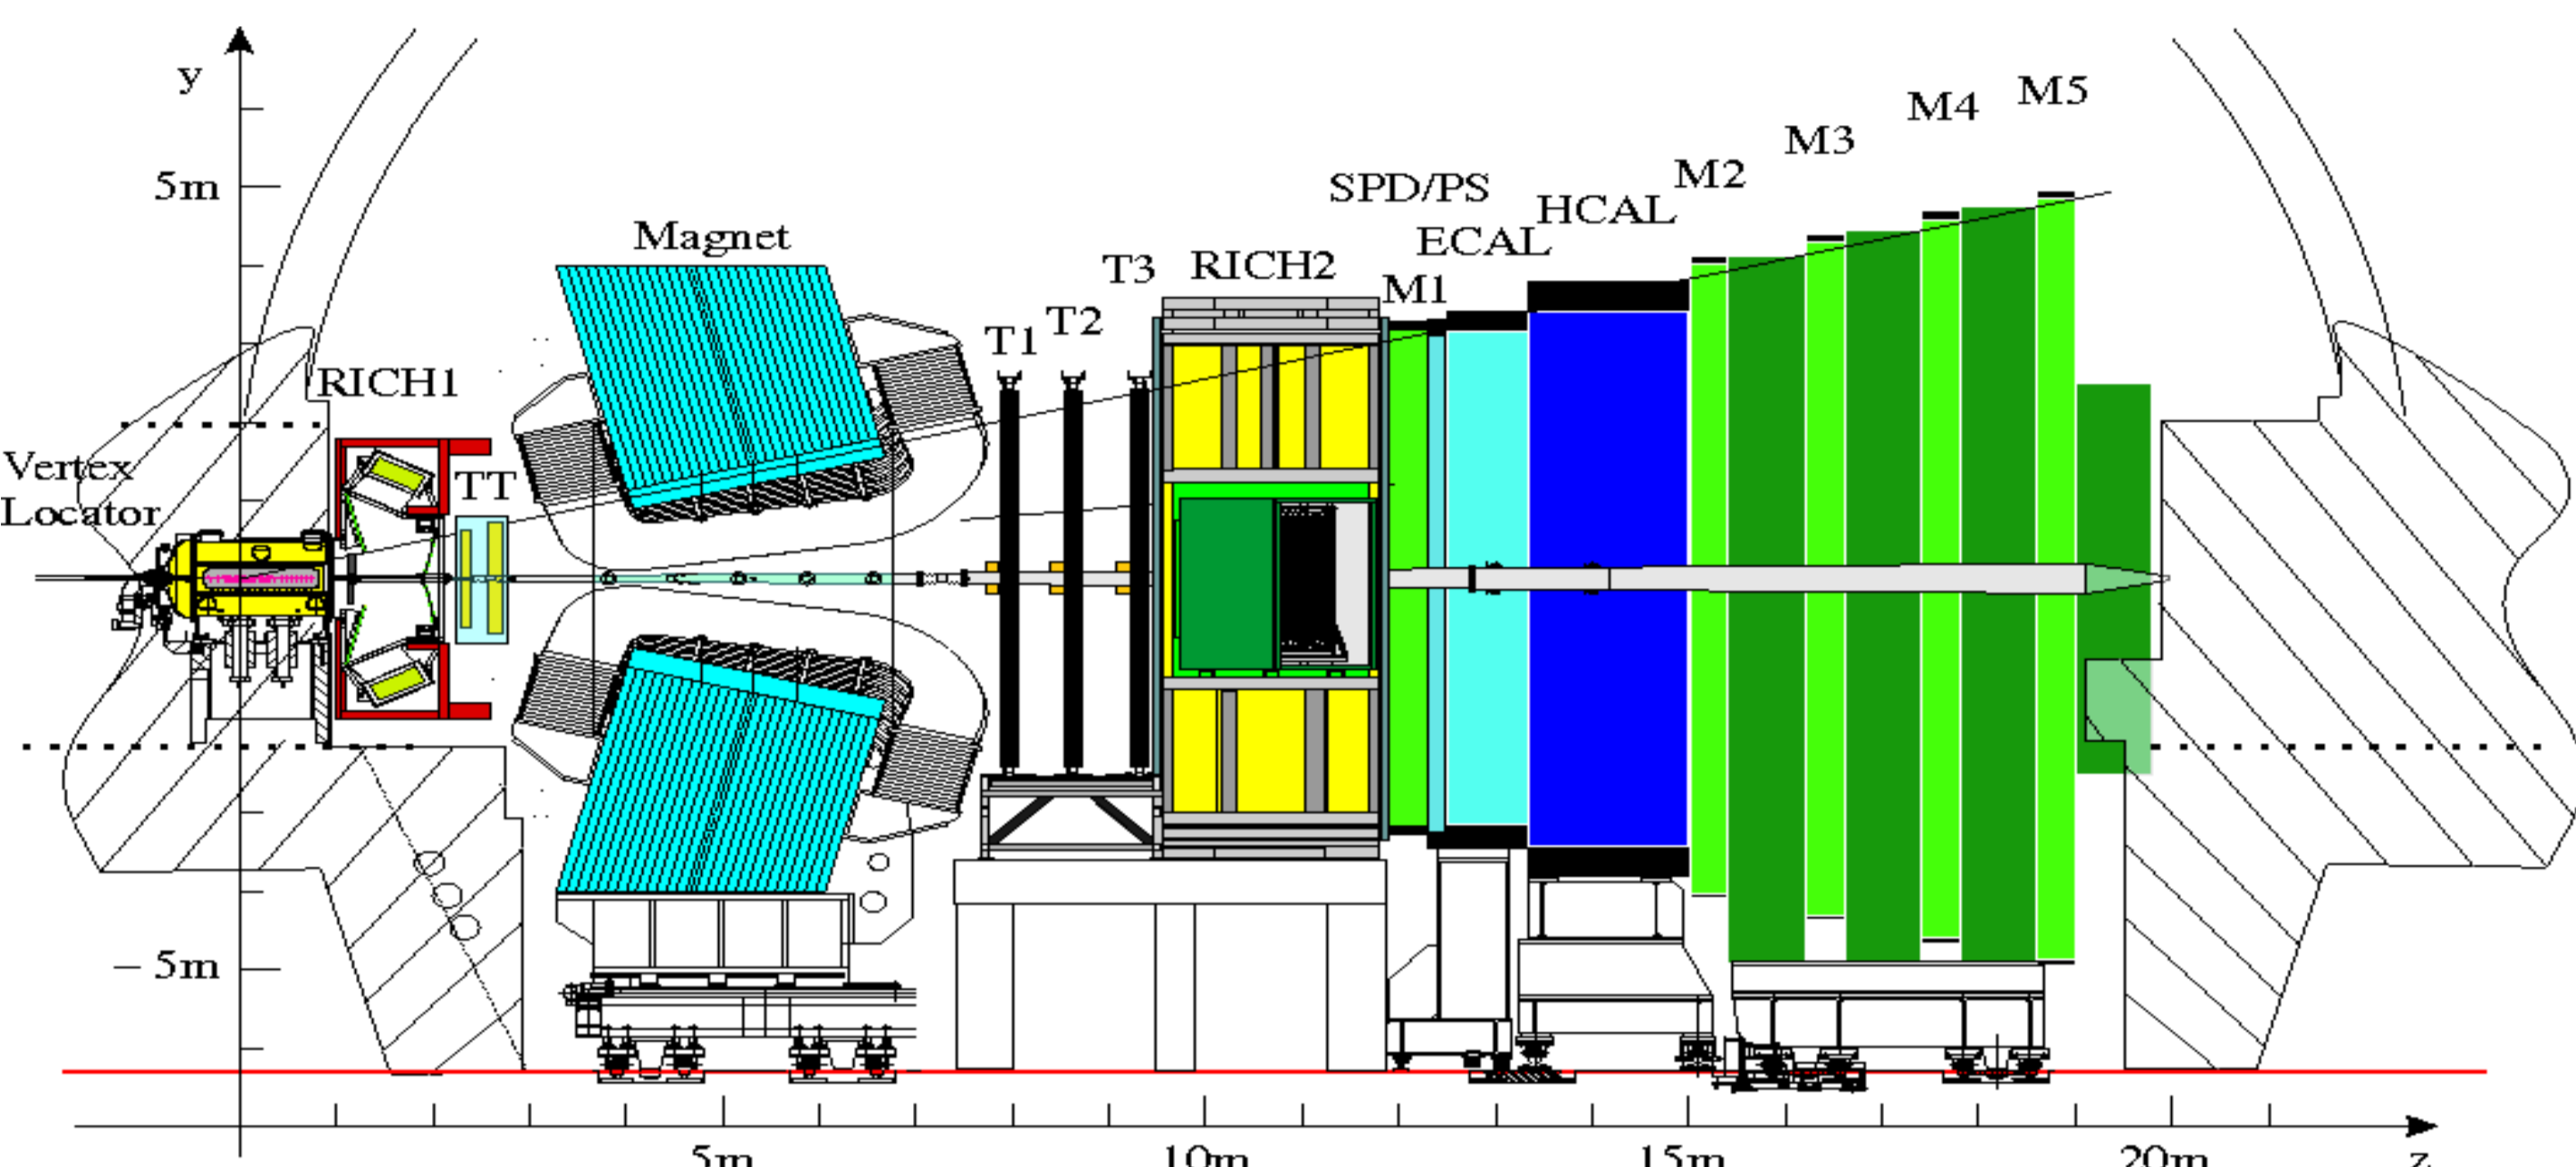 y
5m
Magnet
RICH1
Vertex
Locator
TT
T1
T2
T3
RICH2
SPD/PS
M1
ECAL
HCAL
M2
M3
M4
M5
− 5m
5m
10m
15m
20m
z